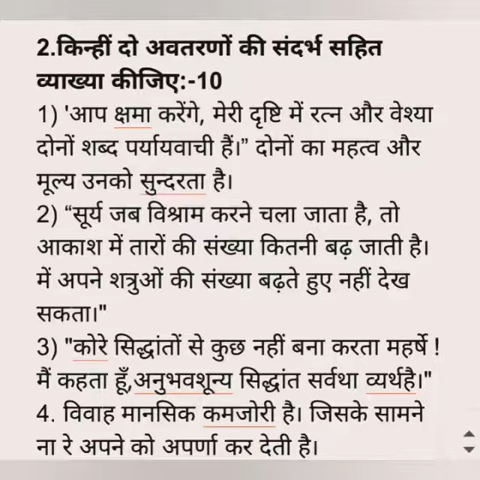 2.किन्हीं दो अवतरणों की संदर्भ सहित
व्याख्या कीजिए:-10
1) 'आप क्षमा करेंगे, मेरी दृष्टि में रत्न और वेश्या
दोनों शब्द पर्यायवाची हैं।” दोनों का महत्व और
मूल्य उनको सुन्दरता है।
2) “सूर्य जब विश्राम करने चला जाता है, तो
आकाश में तारों की संख्या कितनी बढ़ जाती है।
में अपने शत्रुओं की संख्या बढ़ते हुए नहीं देख
सकता।"
3) "कोरे सिद्धांतों से कुछ नहीं बना करता महर्षे !
मैं कहता हूँ,अनुभवशून्य सिद्धांत सर्वथा व्यर्थहै।"
4. विवाह मानसिक कमजोरी है। जिसके सामने
ना रे अपने को अपर्णा कर देती है।